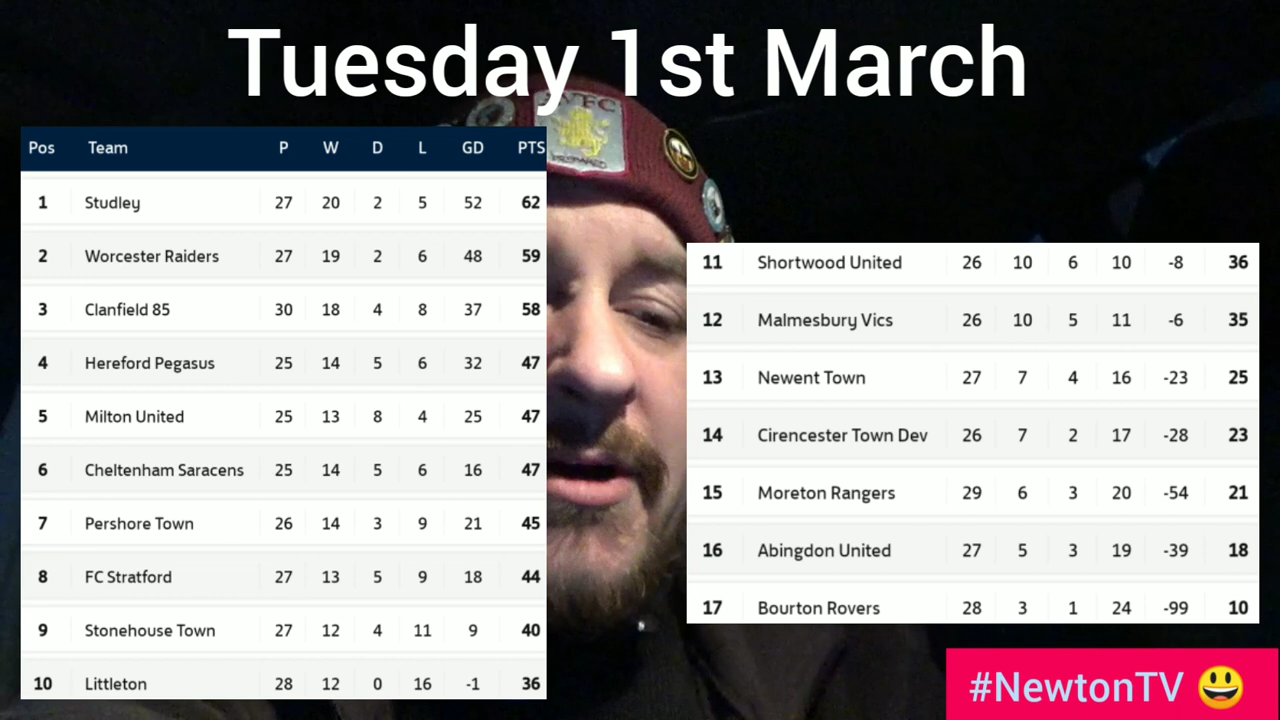 Tuesday 1st March
AVFC
Pos Team P W D L GD PTS
1 Studley 27 20 2 5 52 62
2 Worcester Raiders 27 19 2 6 48 59
3 Clanfield 85 30 18 4 8 37 58
4 Hereford Pegasus 25 14 5 6 32 47
5 Milton United 25 13 8 4 25 47
6 Cheltenham Saracens 25 14 5 6 16 47
7 Pershore Town 26 14 3 9 21 45
8 FC Stratford 27 13 5 9 18 44
9 Stonehouse Town 27 12 4 11 9 40
10 Littleton 28 12 0 16 -1 36
11 Shortwood United 26 10 6 10 -8 36
12 Malmesbury Vics 26 10 5 11 -6 35
13 Newent Town 27 7 4 16 -23 25
14 Cirencester Town Dev 26 7 2 17 -28 23
15 Moreton Rangers 29 6 3 20 -54 21
16 Abingdon United 27 5 3 19 -39 18
17 Bourton Rovers 28 3 1 24 -99 10
#NewtonTV 😃